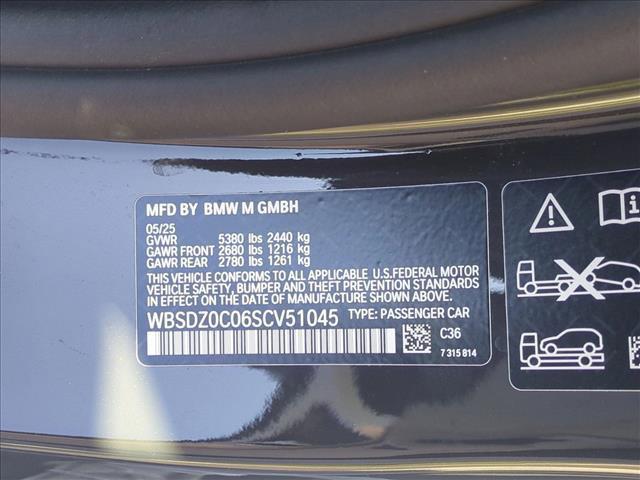 MFD BY BMW M GMBH
05/25
GVWR 5380 lbs 2440 kg
GAWR FRONT 2680 lbs 1216 kg
GAWR REAR 2780 lbs 1261 kg
THIS VEHICLE CONFORMS TO ALL APPLICABLE U.S.FEDERAL MOTOR
VEHICLE SAFETY, BUMPER, AND THEFT PREVENTION STANDARDS
IN EFFECT ON THE DATE OF MANUFACTURE SHOWN ABOVE.
WBSDZ0C06SCV51045 TYPE: PASSENGER CAR
C36
7 315 814